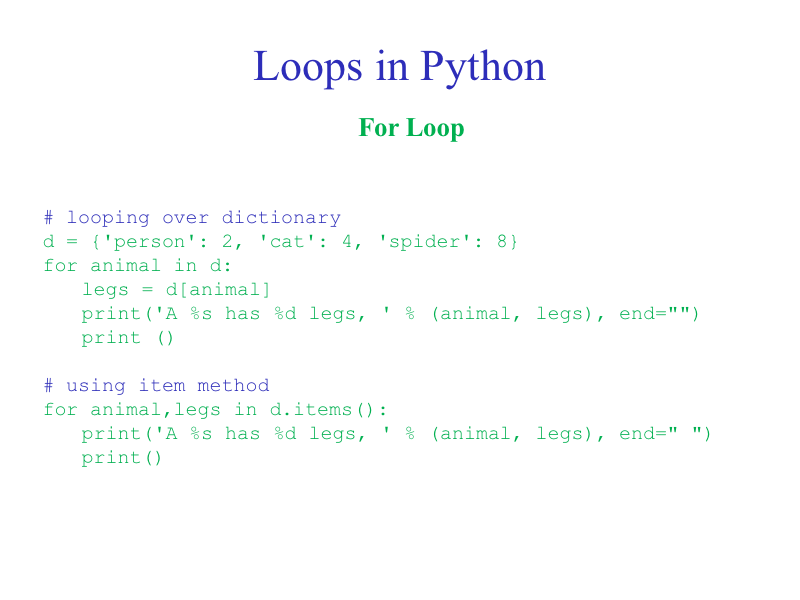 Loops in Python
For Loop
# looping over dictionary
d = {'person': 2, 'cat': 4, 'spider': 8}
for animal in d:
    legs = d[animal]
    print('A %s has %d legs, ' % (animal, legs), end="")
    print ()
# using item method
for animal,legs in d.items():
    print('A %s has %d legs, ' % (animal, legs), end=" ")
    print()